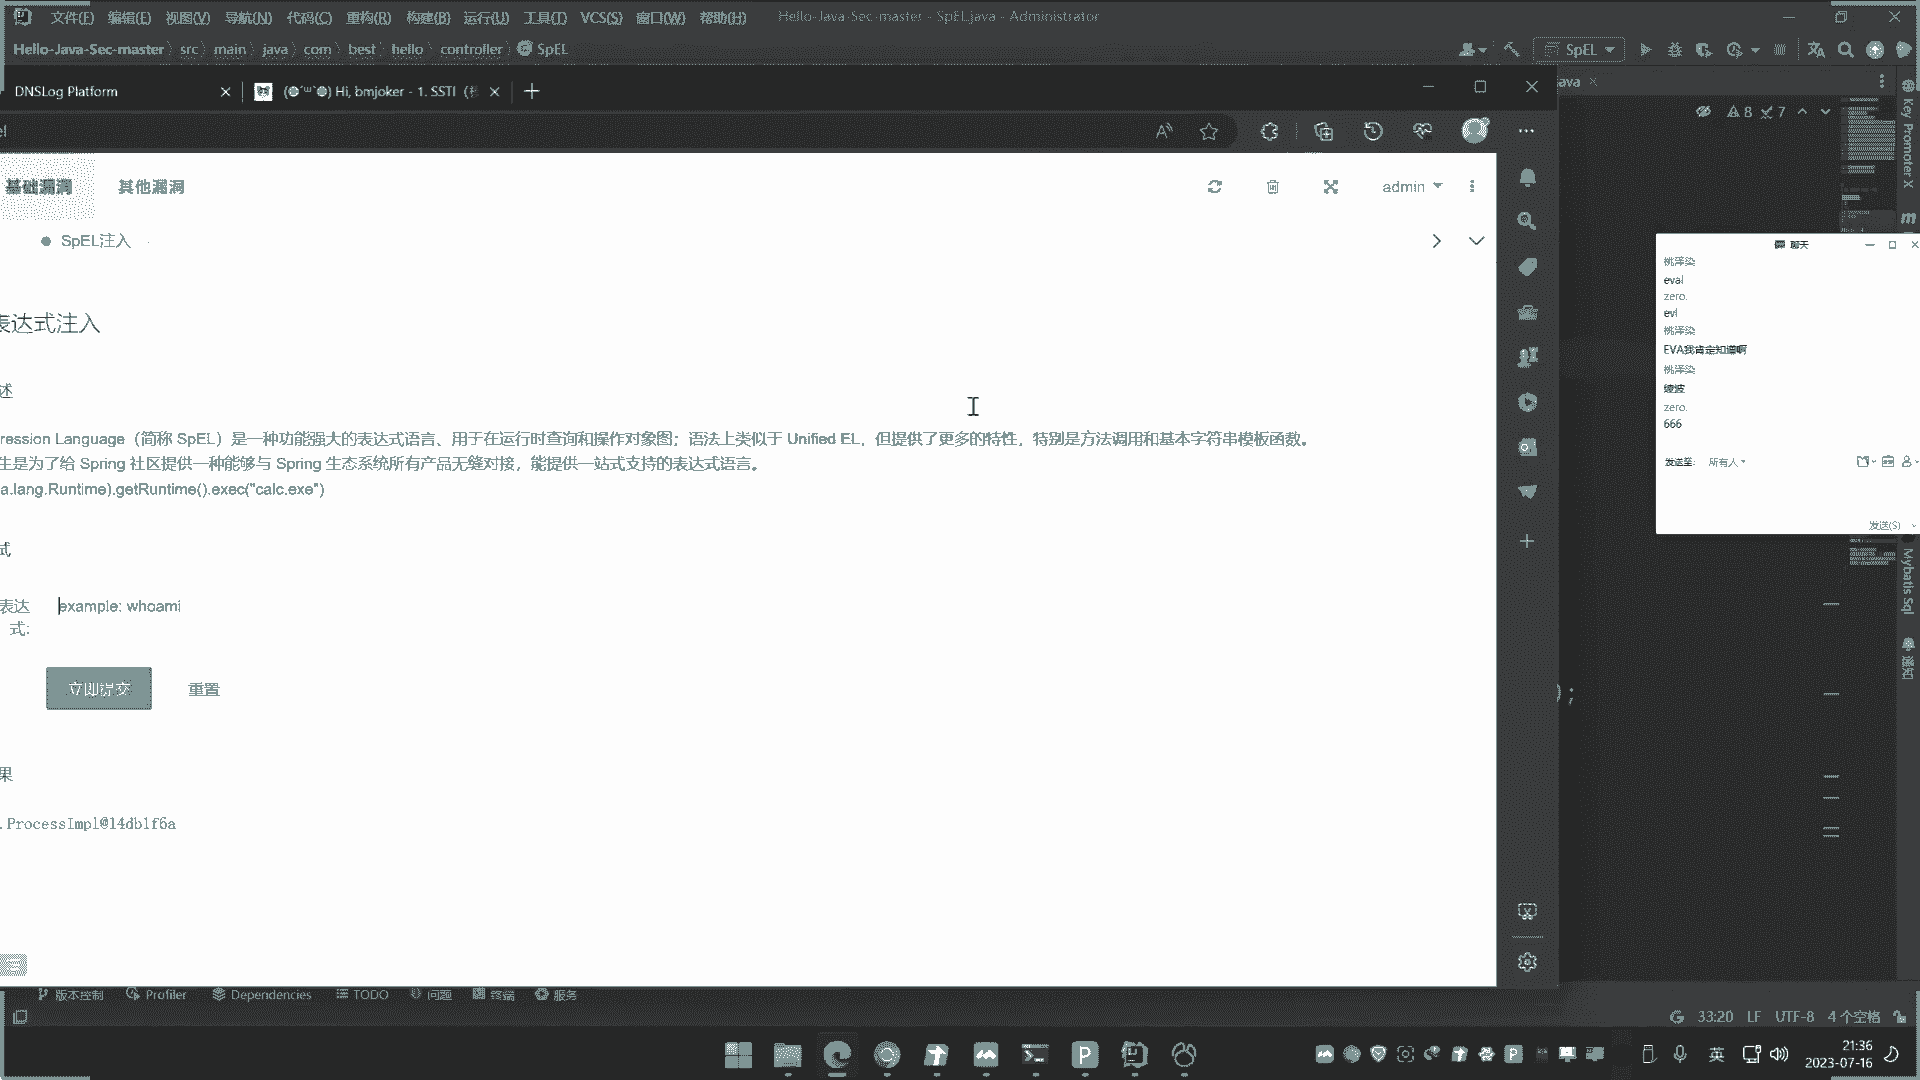 文件(F) 编辑(E) 视图(V) 导航(N) 代码(C) 重构(R) 构建(B) 运行(U) 工具(T) VCS(S) 窗口(W) 帮助(H) Hello-Java-Sec-master - SpEL.java - Administrator
Hello-Java-Sec-master src main java com best hello controller SpEL
SpEL
DNSLog Platform
Hi, bmjoker - 1. SSTI
ava
8 7
Key Promoter X
el
基础漏洞 其他漏洞
admin
SpEL注入
表达式注入
述
ression Language（简称 SpEL）是一种功能强大的表达式语言、用于在运行时查询和操作对象图；语法上类似于 Unified EL，但提供了更多的特性，特别是方法调用和基本字符串模板函数。
生是为了给 Spring 社区提供一种能够与 Spring 生态系统所有产品无缝对接，能提供一站式支持的表达式语言。
a.lang.Runtime).getRuntime().exec("calc.exe")
式
表达
式:
example: whoami
立即提交 重置
果
.ProcessImpl@14db1f6a
聊天
桃泽染
eval
zero.
evl
桃泽染
EVA我肯定知道啊
桃泽染
绫波
zero.
666
发送至: 所有人
发送(S)
Mybatis Sql
通知
);
版本控制 Profiler Dependencies TODO 问题 终端 服务
33:20 LF UTF-8 4 个空格
英
21:36
2023-07-16